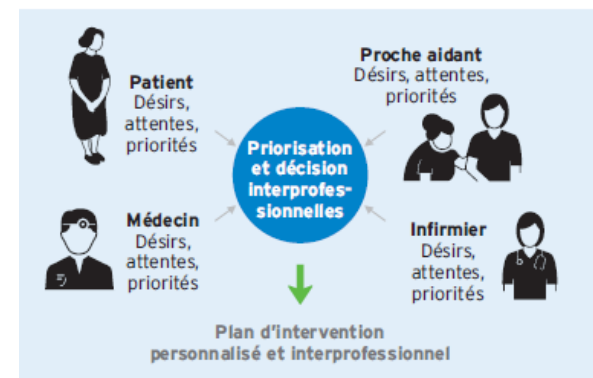 Patient
Désirs,
attentes,
priorités
Proche aidant
Désirs, attentes,
priorités
Priorisation
et décision
interprofes-
sionnelles
Médecin
Désirs,
attentes,
priorités
Infirmier
Désirs,
attentes,
priorités
Plan d'intervention
personnalisé et interprofessionnel